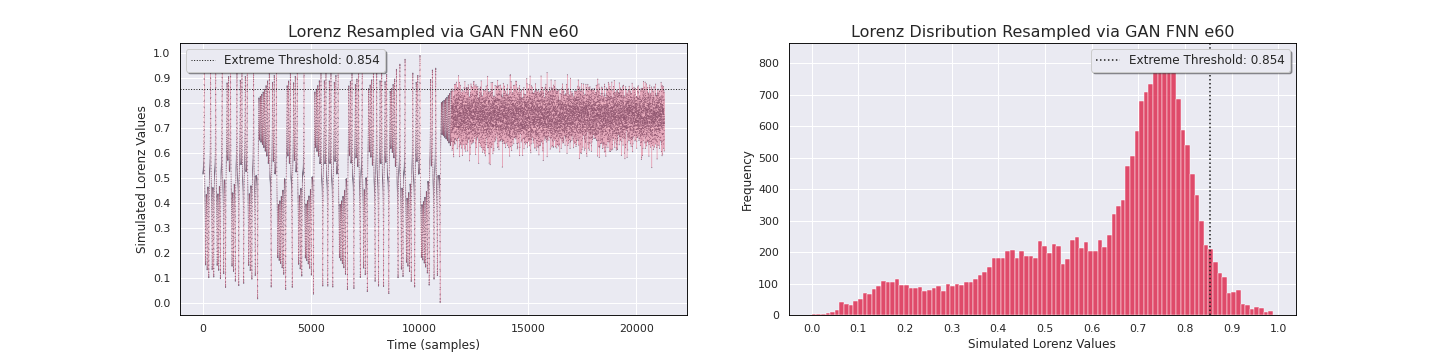 Lorenz Resampled via GAN FNN e60
Extreme Threshold: 0.854
Simulated Lorenz Values
1.0
0.9
0.8
0.7
0.6
0.5
0.4
0.3
0.2
0.1
0.0
0 5000 10000 15000 20000
Time (samples)
Lorenz Disribution Resampled via GAN FNN e60
Extreme Threshold: 0.854
Frequency
800
700
600
500
400
300
200
100
0
0.0 0.1 0.2 0.3 0.4 0.5 0.6 0.7 0.8 0.9 1.0
Simulated Lorenz Values